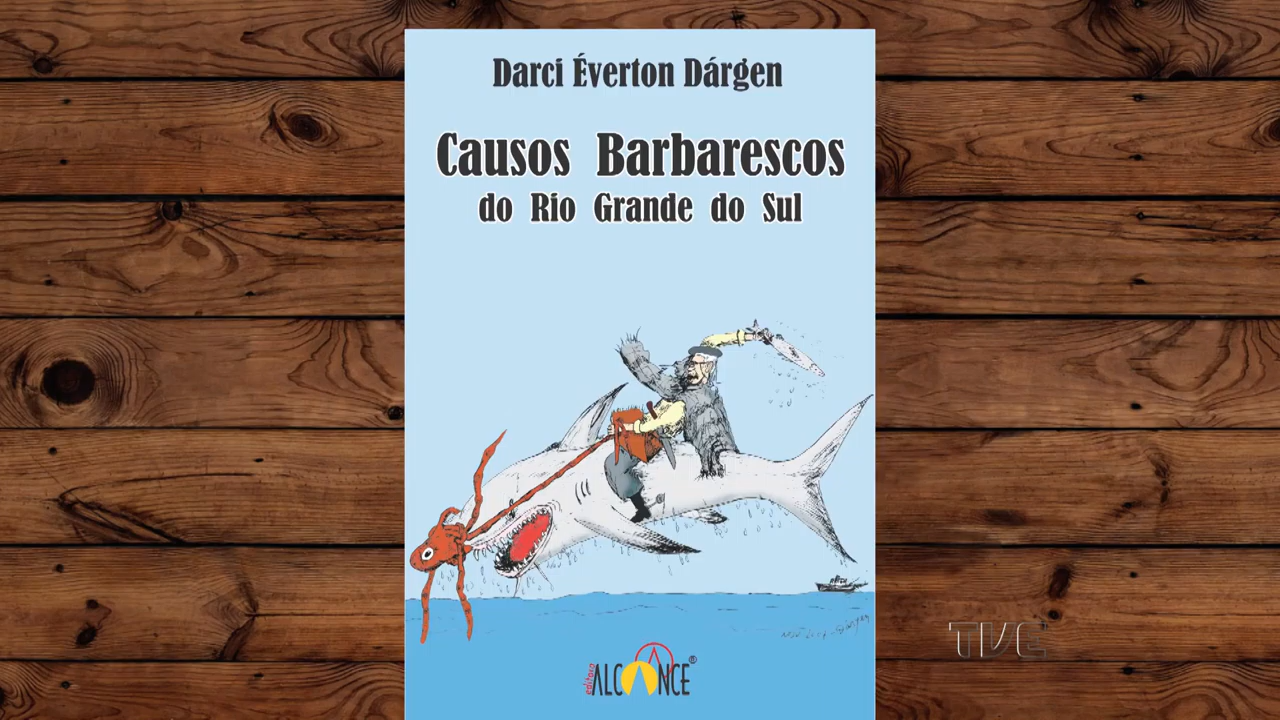 Darci Éverton Dárgen
Causos Barbarescos
do Rio Grande do Sul
editora
ALCANCE®
TVE